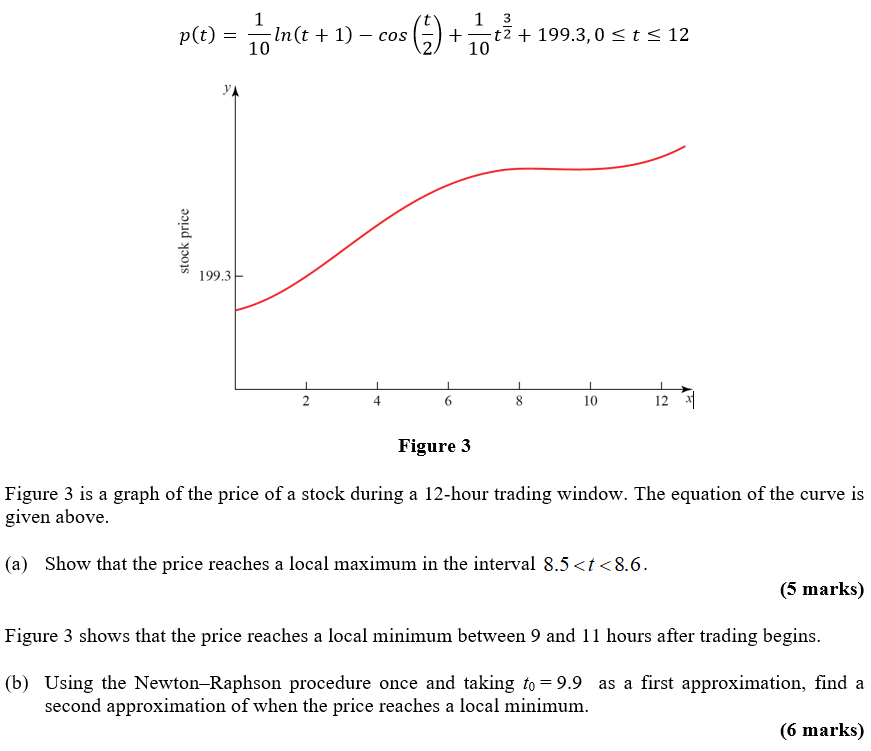 p(t) = 1/10 ln(t + 1) − cos(t/2) + 1/10 t^(3/2) + 199.3, 0 ≤ t ≤ 12
y
stock price
199.3
2 4 6 8 10 12 x
Figure 3
Figure 3 is a graph of the price of a stock during a 12-hour trading window. The equation of the curve is
given above.
(a) Show that the price reaches a local maximum in the interval 8.5 < t < 8.6.
(5 marks)
Figure 3 shows that the price reaches a local minimum between 9 and 11 hours after trading begins.
(b) Using the Newton–Raphson procedure once and taking t₀ = 9.9 as a first approximation, find a
second approximation of when the price reaches a local minimum.
(6 marks)